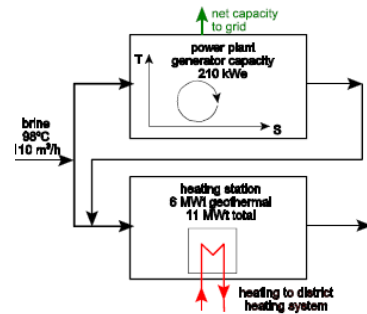 net capacity
to grid
power plant
generator capacity
210 kWe
T
S
brine
98ºC
110 m³/h
heating station
6 MWt geothermal
11 MWt total
heating to district
heating system